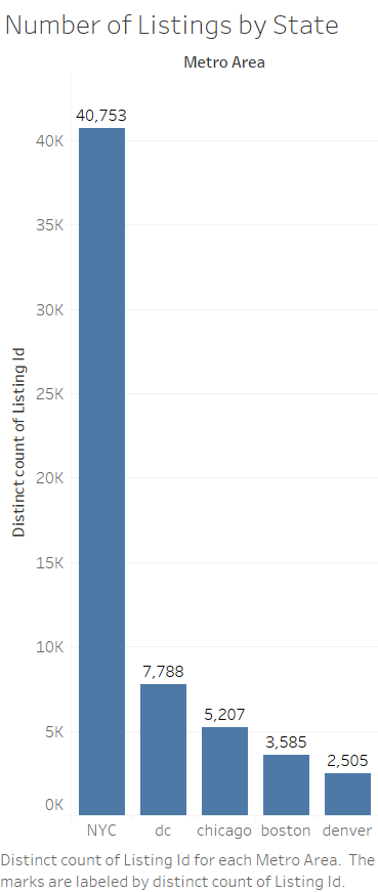 Number of Listings by State
Metro Area
40,753
40K
35K
30K
25K
20K
15K
10K
5K
0K
Distinct count of Listing Id
7,788
5,207
3,585
2,505
NYC dc chicago boston denver
Distinct count of Listing Id for each Metro Area. The
marks are labeled by distinct count of Listing Id.